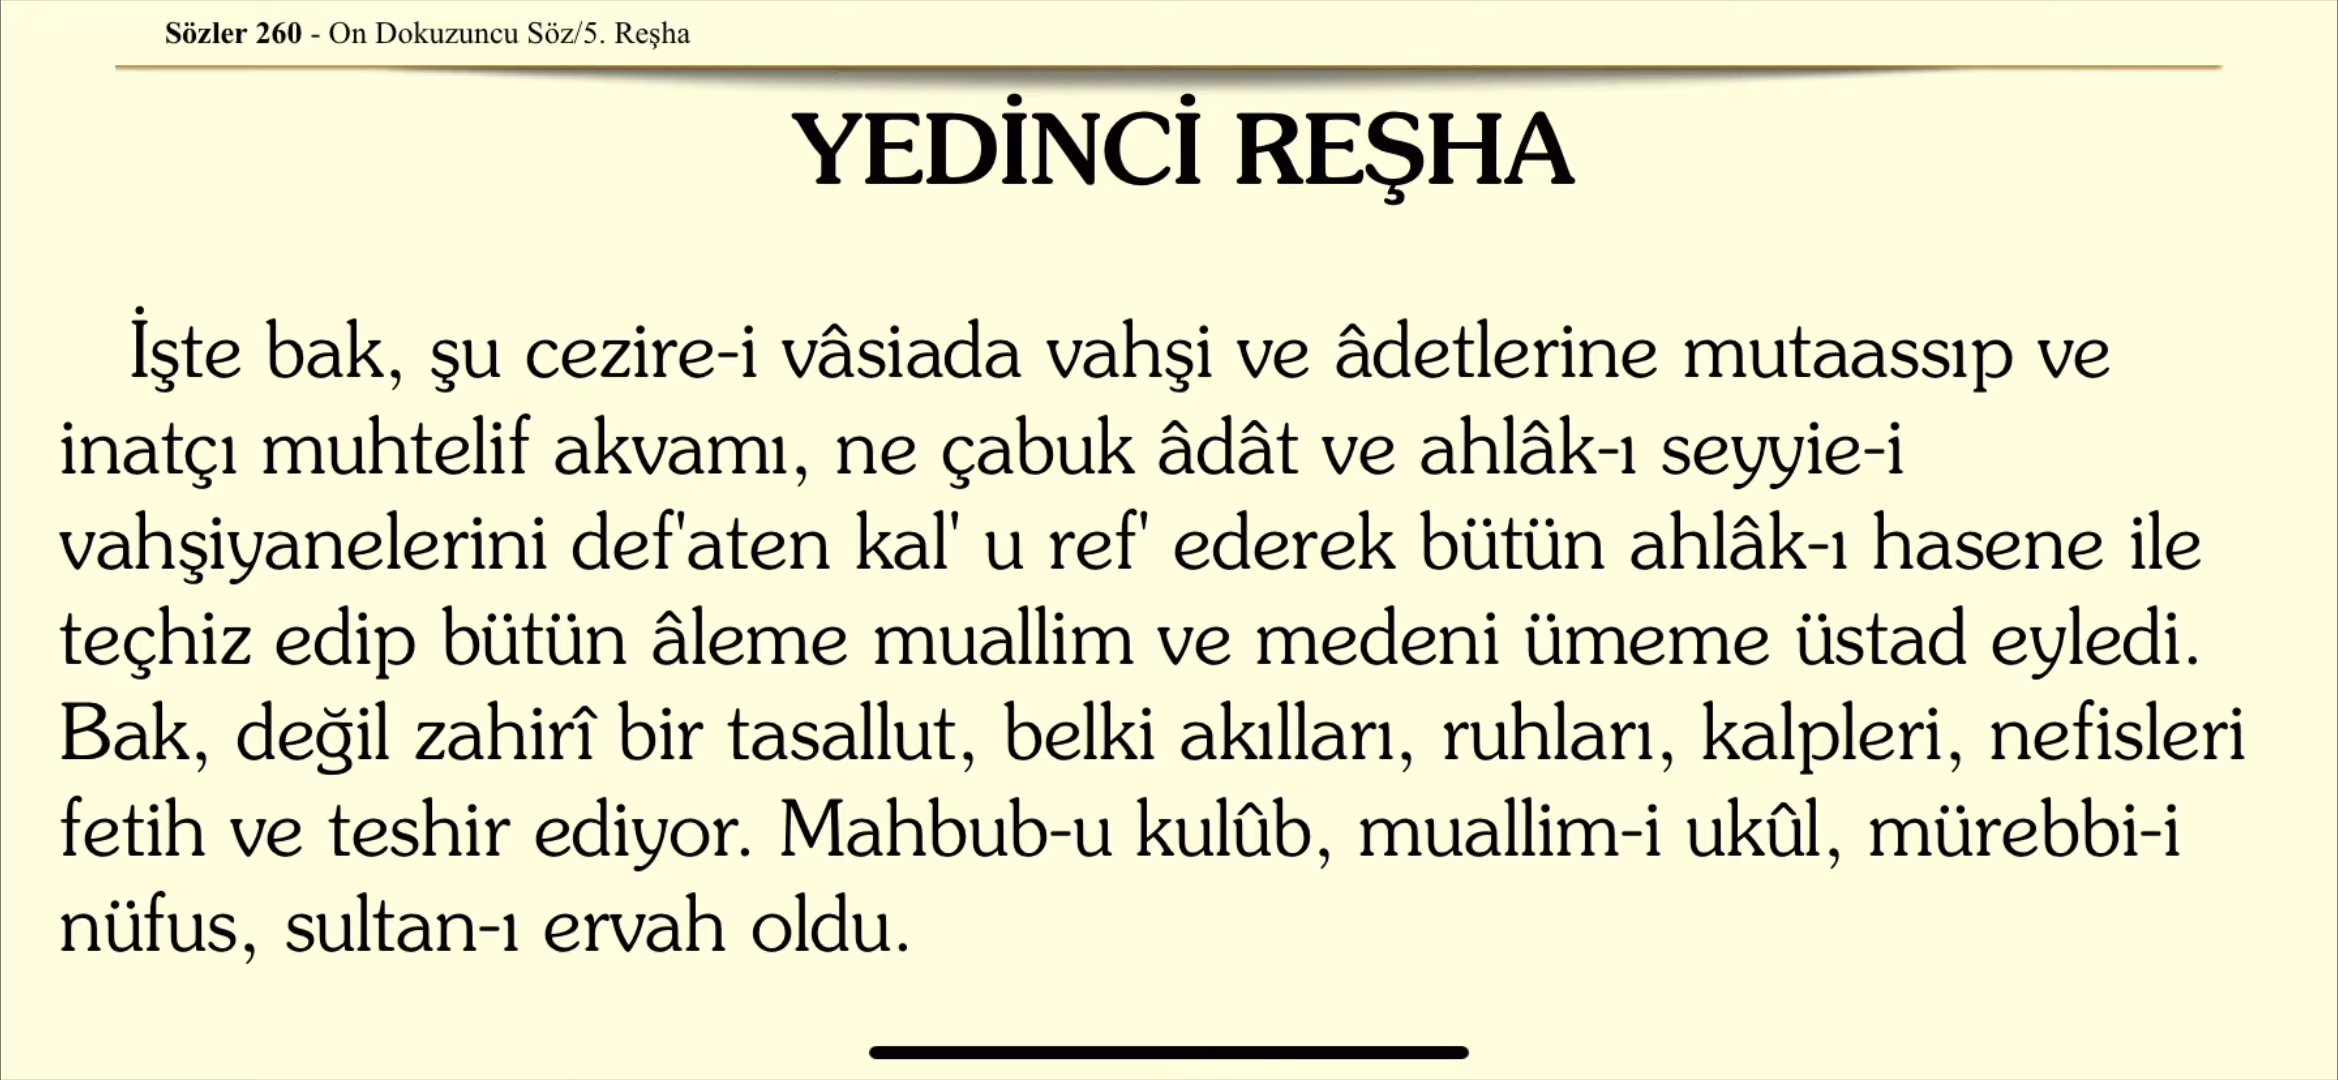 Sözler 260 - On Dokuzuncu Söz/5. Reşha
YEDİNCİ REŞHA
İşte bak, şu cezire-i vâsiada vahşi ve âdetlerine mutaassıp ve
inatçı muhtelif akvamı, ne çabuk âdât ve ahlâk-ı seyyie-i
vahşiyanelerini def'aten kal' u ref' ederek bütün ahlâk-ı hasene ile
teçhiz edip bütün âleme muallim ve medeni ümeme üstad eyledi.
Bak, değil zahirî bir tasallut, belki akılları, ruhları, kalpleri, nefisleri
fetih ve teshir ediyor. Mahbub-u kulûb, muallim-i ukûl, mürebbi-i
nüfus, sultan-ı ervah oldu.